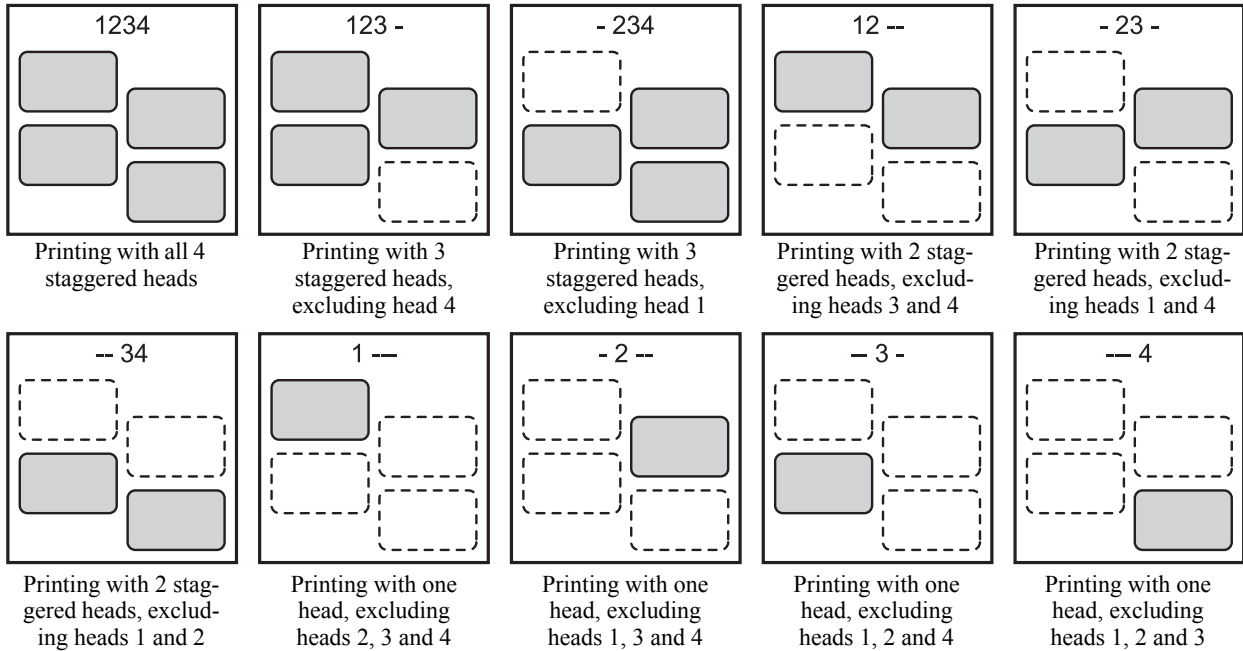 1234
Printing with all 4
staggered heads
123 -
Printing with 3
staggered heads,
excluding head 4
- 234
Printing with 3
staggered heads,
excluding head 1
12 --
Printing with 2 stag-
gered heads, exclud-
ing heads 3 and 4
- 23 -
Printing with 2 stag-
gered heads, exclud-
ing heads 1 and 4
-- 34
Printing with 2 stag-
gered heads, exclud-
ing heads 1 and 2
1 ---
Printing with one
head, excluding
heads 2, 3 and 4
- 2 --
Printing with one
head, excluding
heads 1, 3 and 4
-- 3 -
Printing with one
head, excluding
heads 1, 2 and 4
--- 4
Printing with one
head, excluding
heads 1, 2 and 3